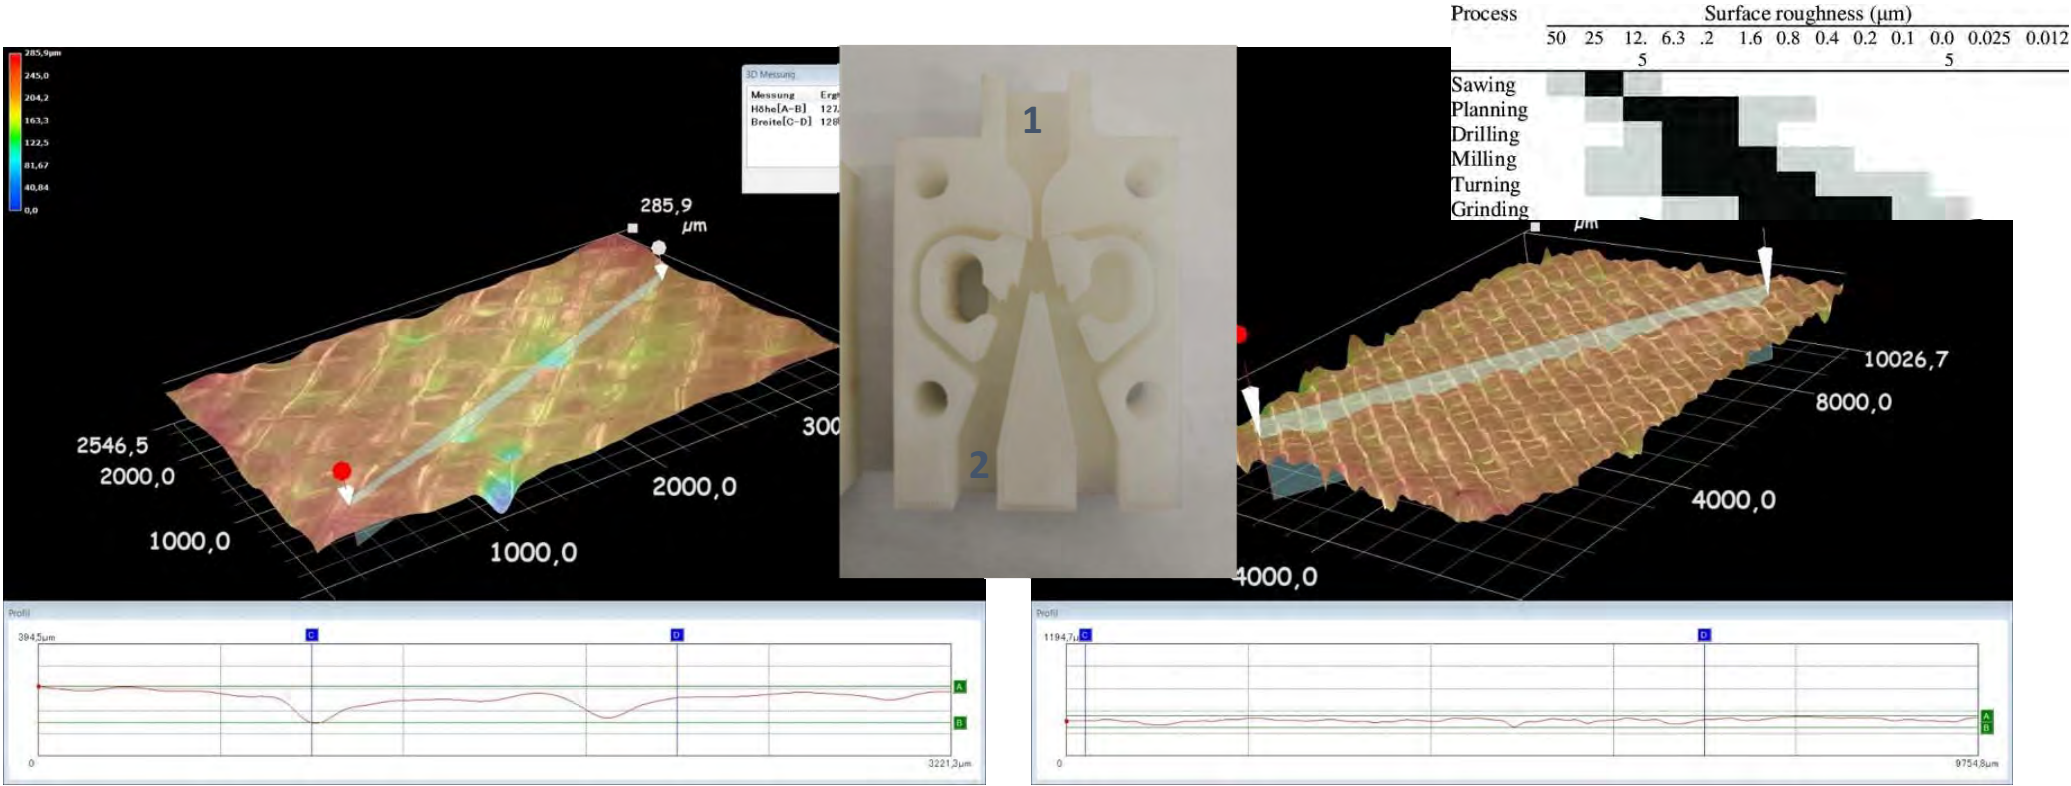 Process
Surface roughness (µm)
50 25 12. 6.3 .2 1.6 0.8 0.4 0.2 0.1 0.0 0.025 0.012
5 5
Sawing
Planning
Drilling
Milling
Turning
Grinding
285,9µm
245,0
204,2
163,3
122,5
81,67
40,84
0,0
3D Messung
Messung
Höhe[A-B] 127,
Breite[C-D] 128
285,9
µm
2546,5
2000,0
1000,0
1000,0
2000,0
300
1
2
µm
10026,7
8000,0
4000,0
4000,0
Profil
394,5µm
C
D
A
B
0
3221,3µm
Profil
1194,7µ
C
D
A
B
0
9754,8µm